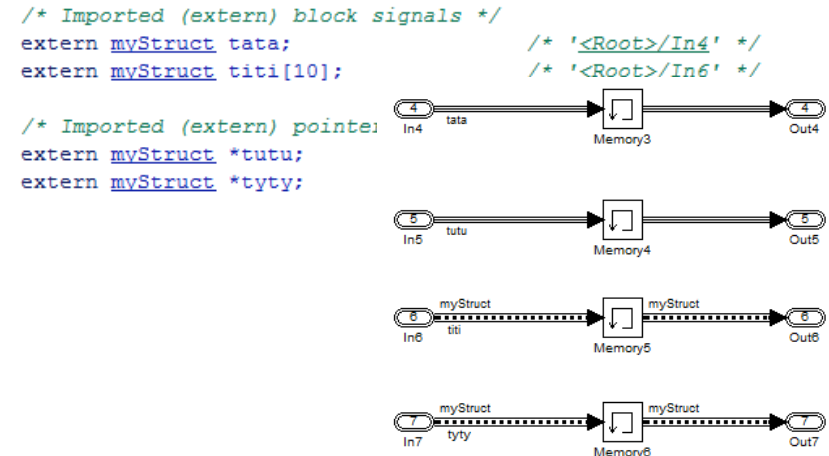 /* Imported (extern) block signals */
extern myStruct tata; /* '<Root>/In4' */
extern myStruct titi[10]; /* '<Root>/In6' */
/* Imported (extern) pointer
extern myStruct *tutu;
extern myStruct *tyty;
4 4
In4 tata Memory3 Out4
5 5
In5 tutu Memory4 Out5
myStruct myStruct
6 6
In6 titi Memory5 Out6
myStruct myStruct
7 7
In7 tyty Memory6 Out7